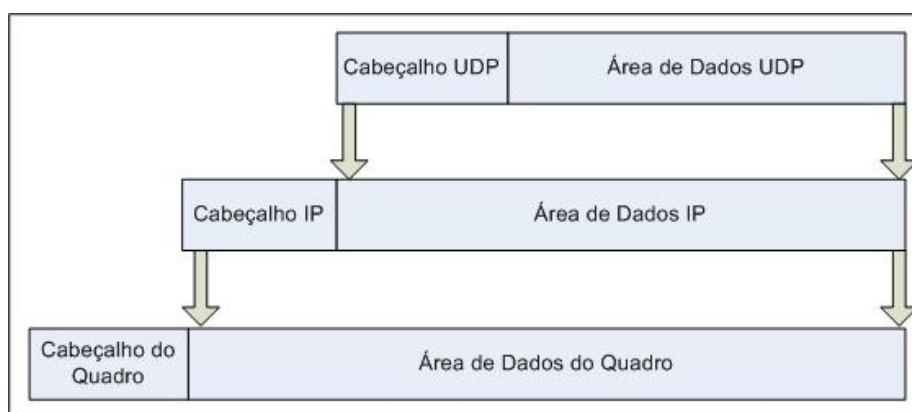 Cabeçalho UDP
Área de Dados UDP
Cabeçalho IP
Área de Dados IP
Cabeçalho do
Quadro
Área de Dados do Quadro